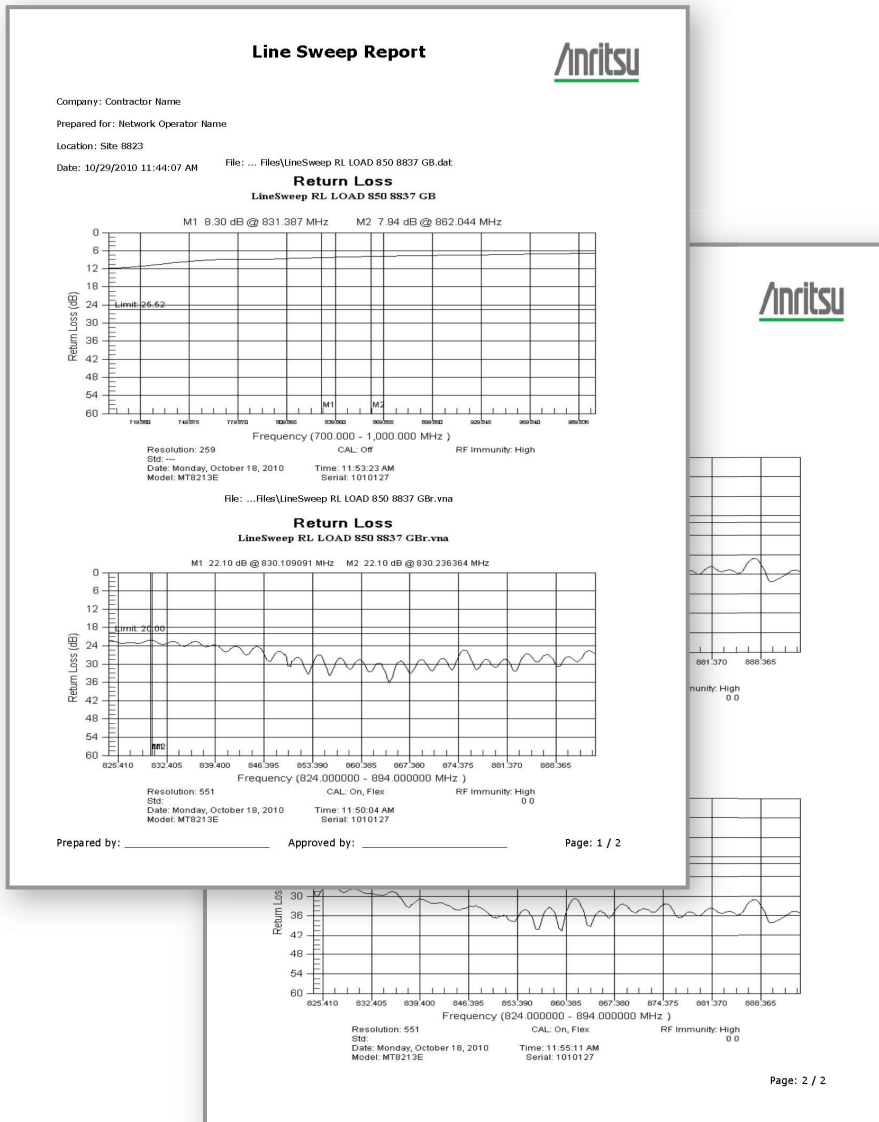 Line Sweep Report
Anritsu
Company: Contractor Name
Prepared for: Network Operator Name
Location: Site 8823
Date: 10/29/2010 11:44:07 AM
File: ... Files\LineSweep RL LOAD 850 8837 GB.dat
Return Loss
LineSweep RL LOAD 850 8837 GB
M1 8.30 dB @ 831.387 MHz M2 7.94 dB @ 862.044 MHz
0
6
12
18
24
30
36
42
48
54
60
Return Loss (dB)
Limit: 25.52
M1 M2
Frequency (700.000 - 1,000.000 MHz )
Resolution: 259 CAL: Off RF Immunity: High
Std: ---
Date: Monday, October 18, 2010 Time: 11:53:23 AM
Model: MT8213E Serial: 1010127
File: ...Files\LineSweep RL LOAD 850 8837 GBr.vna
Return Loss
LineSweep RL LOAD 850 8837 GBr.vna
M1 22.10 dB @ 830.109091 MHz M2 22.10 dB @ 830.236364 MHz
0
6
12
18
24
30
36
42
48
54
60
Return Loss (dB)
Limit: 20.00
825.410 832.405 839.400 846.395 853.390 860.385 867.380 874.375 881.370 888.365
Frequency (824.000000 - 894.000000 MHz )
Resolution: 551 CAL: On, Flex RF Immunity: High
Std: 0 0
Date: Monday, October 18, 2010 Time: 11:50:04 AM
Model: MT8213E Serial: 1010127
Prepared by: Approved by: Page: 1 / 2
Anritsu
881.370 888.365
munity: High
0 0
30
36
42
48
54
60
Return Loss
825.410 832.405 839.400 846.395 853.390 860.385 867.380 874.375 881.370 888.365
Frequency (824.000000 - 894.000000 MHz )
Resolution: 551 CAL: On, Flex RF Immunity: High
Std: 0 0
Date: Monday, October 18, 2010 Time: 11:55:11 AM
Model: MT8213E Serial: 1010127
Page: 2 / 2